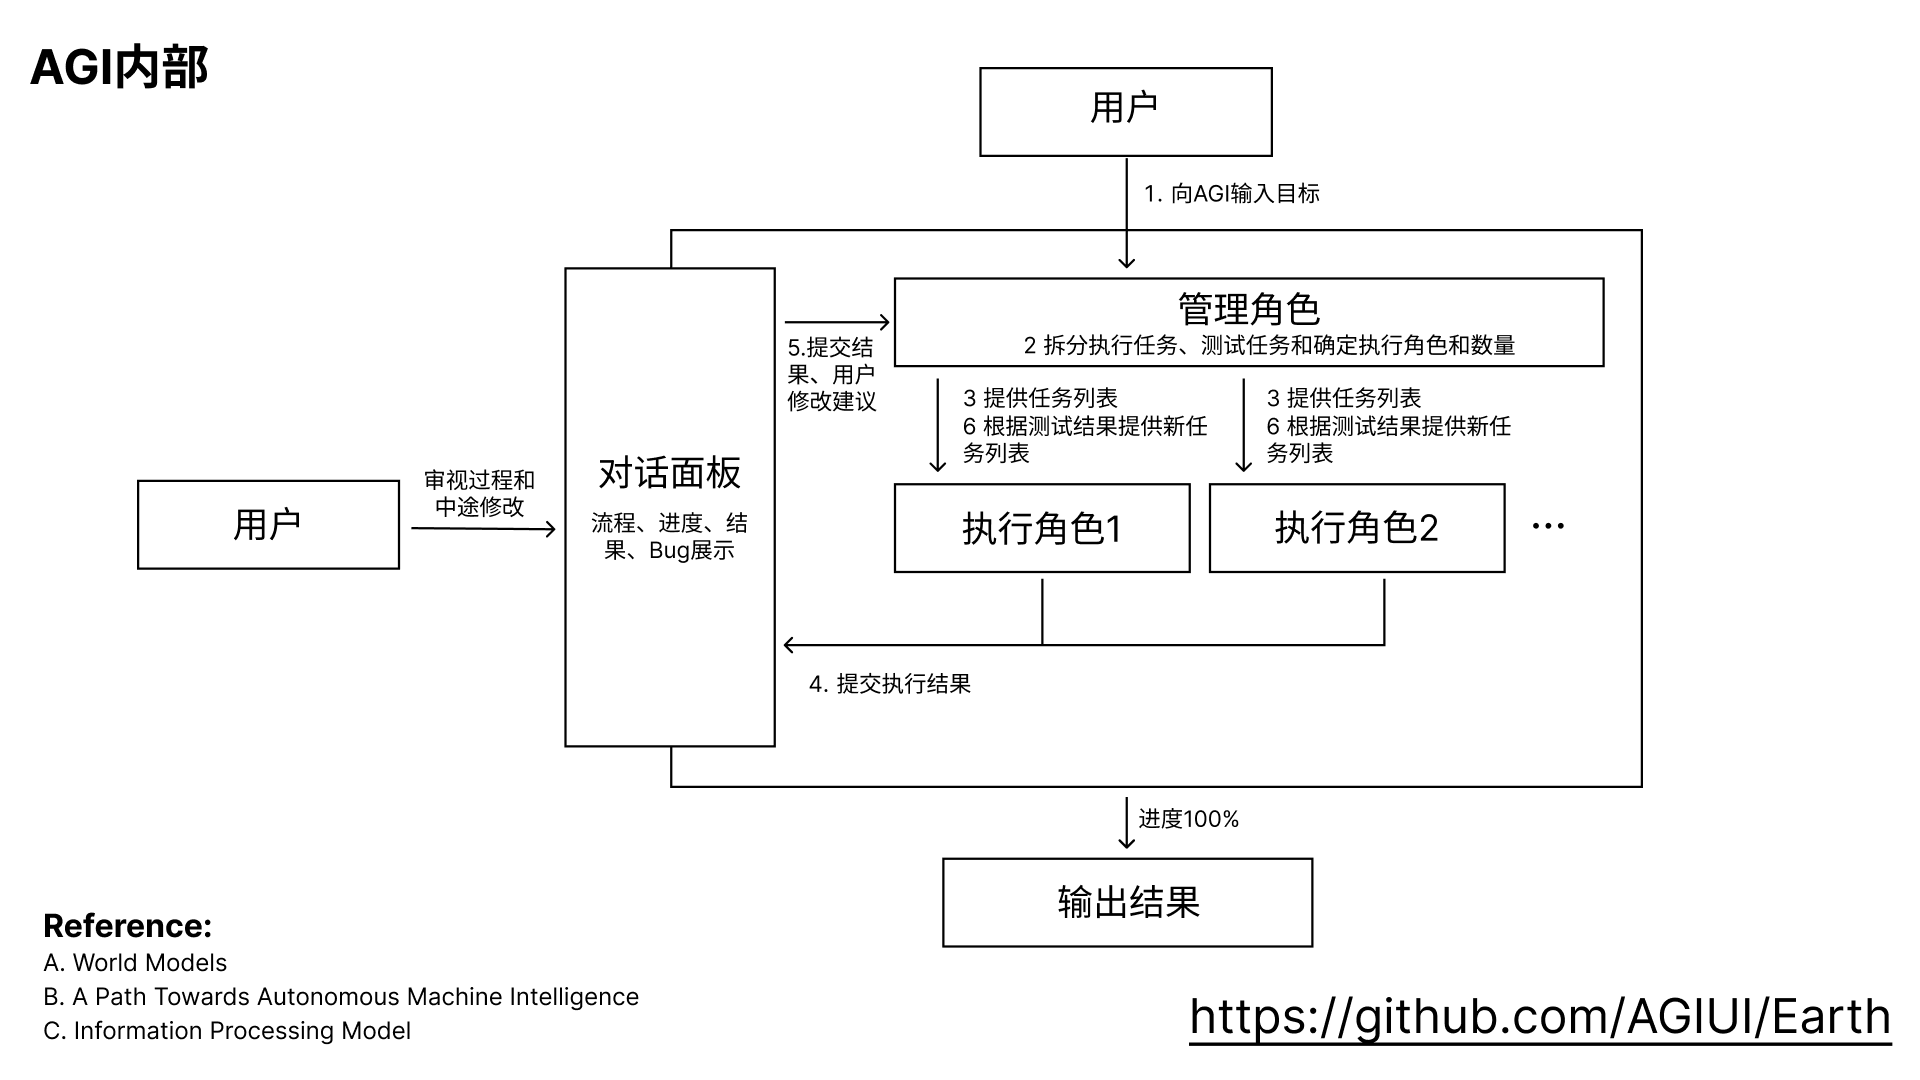 AGI内部
用户
1. 向AGI输入目标
管理角色
2 拆分执行任务、测试任务和确定执行角色和数量
5.提交结
果、用户
修改建议
3 提供任务列表
6 根据测试结果提供新任
务列表
3 提供任务列表
6 根据测试结果提供新任
务列表
对话面板
流程、进度、结
果、Bug展示
审视过程和
中途修改
用户
执行角色1
执行角色2
...
4. 提交执行结果
进度100%
输出结果
Reference:
A. World Models
B. A Path Towards Autonomous Machine Intelligence
C. Information Processing Model
https://github.com/AGIUI/Earth